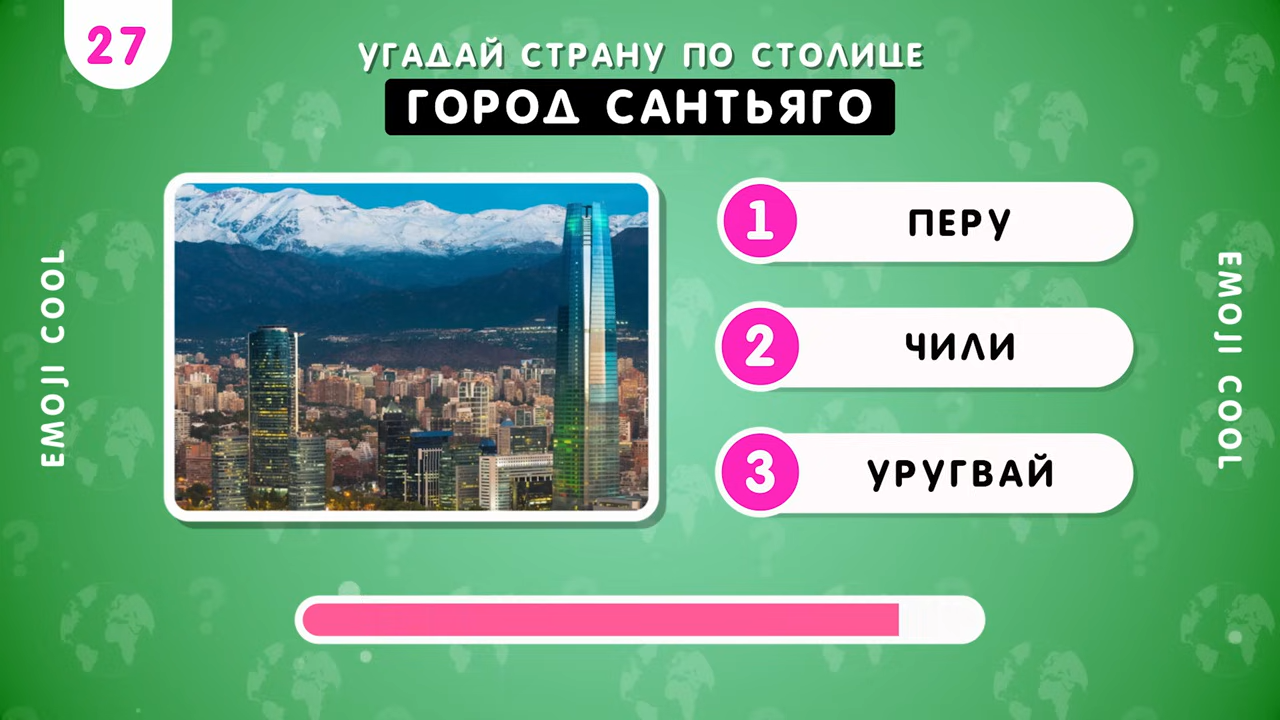 27
УГАДАЙ СТРАНУ ПО СТОЛИЦЕ
ГОРОД САНТЬЯГО
EMOJI COOL
1 ПЕРУ
2 ЧИЛИ
3 УРУГВАЙ
EMOJI COOL